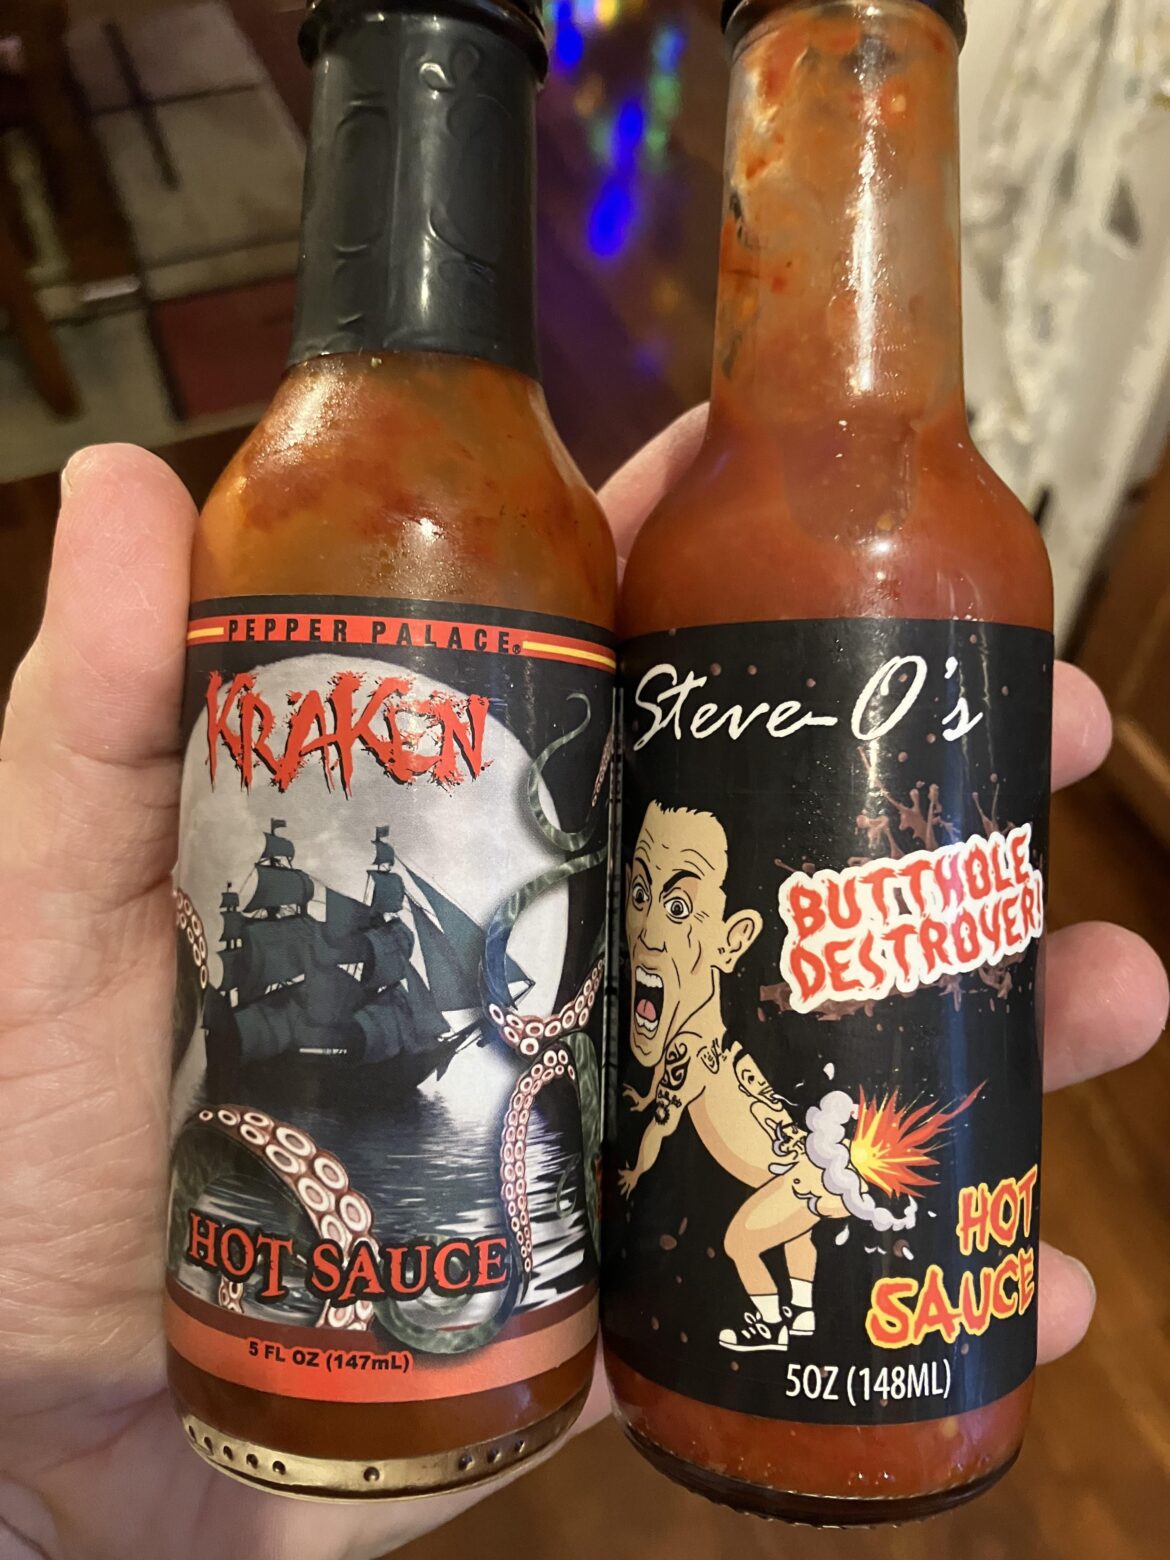 PEPPER PALACE®
KRAKEN
HOT SAUCE
5 FL OZ (147mL)
Steve-O's
BUTTHOLE
DESTROYER!
HOT
SAUCE
5OZ (148ML)